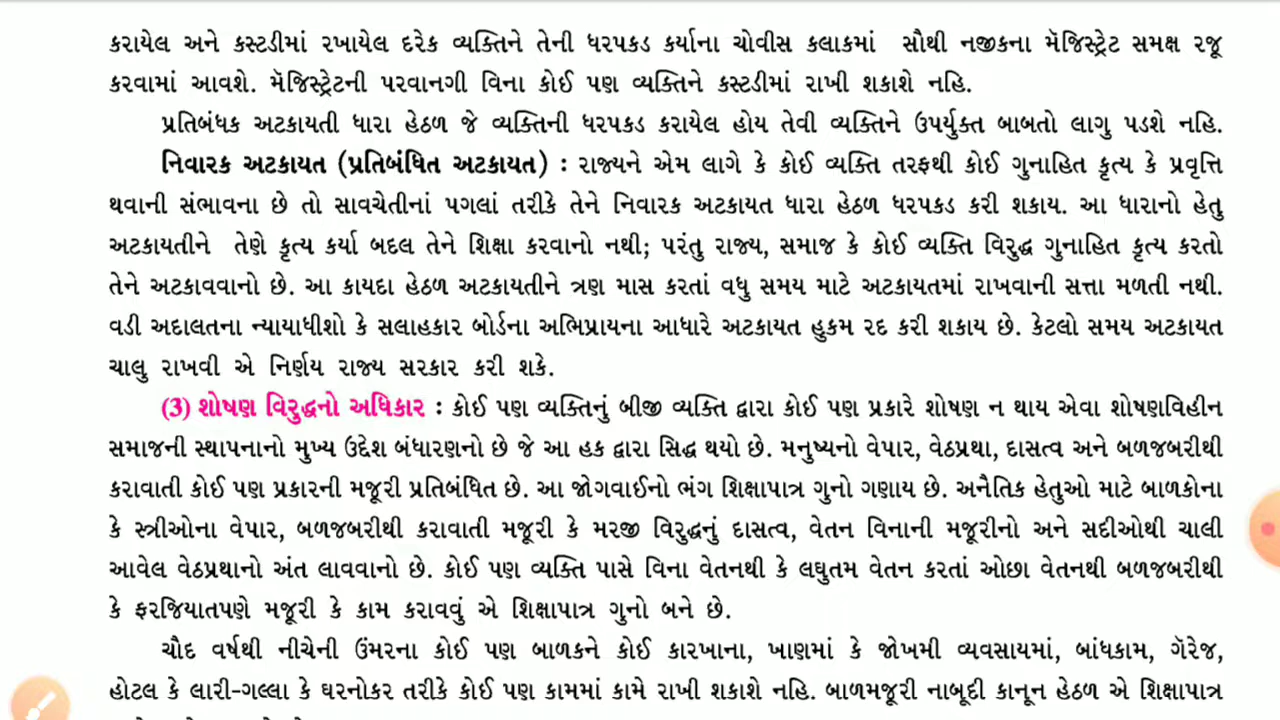 કરાયેલ અને કસ્ટડીમાં રખાયેલ દરેક વ્યક્તિને તેની ધરપકડ કર્યાના ચોવીસ કલાકમાં સૌથી નજીકના મૅજિસ્ટ્રેટ સમક્ષ રજૂ
કરવામાં આવશે. મૅજિસ્ટ્રેટની પરવાનગી વિના કોઈ પણ વ્યક્તિને કસ્ટડીમાં રાખી શકાશે નહિ.
પ્રતિબંધક અટકાયતી ધારા હેઠળ જે વ્યક્તિની ધરપકડ કરાયેલ હોય તેવી વ્યક્તિને ઉપર્યુક્ત બાબતો લાગુ પડશે નહિ.
નિવારક અટકાયત (પ્રતિબંધિત અટકાયત) : રાજ્યને એમ લાગે કે કોઈ વ્યક્તિ તરફથી કોઈ ગુનાહિત કૃત્ય કે પ્રવૃત્તિ
થવાની સંભાવના છે તો સાવચેતીનાં પગલાં તરીકે તેને નિવારક અટકાયત ધારા હેઠળ ધરપકડ કરી શકાય. આ ધારાનો હેતુ
અટકાયતીને તેણે કૃત્ય કર્યા બદલ તેને શિક્ષા કરવાનો નથી; પરંતુ રાજ્ય, સમાજ કે કોઈ વ્યક્તિ વિરુદ્ધ ગુનાહિત કૃત્ય કરતો
તેને અટકાવવાનો છે. આ કાયદા હેઠળ અટકાયતીને ત્રણ માસ કરતાં વધુ સમય માટે અટકાયતમાં રાખવાની સત્તા મળતી નથી.
વડી અદાલતના ન્યાયાધીશો કે સલાહકાર બોર્ડના અભિપ્રાયના આધારે અટકાયત હુકમ રદ કરી શકાય છે. કેટલો સમય અટકાયત
ચાલુ રાખવી એ નિર્ણય રાજ્ય સરકાર કરી શકે.
(3) શોષણ વિરુદ્ધનો અધિકાર : કોઈ પણ વ્યક્તિનું બીજી વ્યક્તિ દ્વારા કોઈ પણ પ્રકારે શોષણ ન થાય એવા શોષણવિહીન
સમાજની સ્થાપનાનો મુખ્ય ઉદ્દેશ બંધારણનો છે જે આ હક દ્વારા સિદ્ધ થયો છે. મનુષ્યનો વેપાર, વેઠપ્રથા, દાસત્વ અને બળજબરીથી
કરાવાતી કોઈ પણ પ્રકારની મજૂરી પ્રતિબંધિત છે. આ જોગવાઈનો ભંગ શિક્ષાપાત્ર ગુનો ગણાય છે. અનૈતિક હેતુઓ માટે બાળકોના
કે સ્ત્રીઓના વેપાર, બળજબરીથી કરાવાતી મજૂરી કે મરજી વિરુદ્ધનું દાસત્વ, વેતન વિનાની મજૂરીનો અને સદીઓથી ચાલી
આવેલ વેઠપ્રથાનો અંત લાવવાનો છે. કોઈ પણ વ્યક્તિ પાસે વિના વેતનથી કે લઘુતમ વેતન કરતાં ઓછા વેતનથી બળજબરીથી
કે ફરજિયાતપણે મજૂરી કે કામ કરાવવું એ શિક્ષાપાત્ર ગુનો બને છે.
ચૌદ વર્ષથી નીચેની ઉંમરના કોઈ પણ બાળકને કોઈ કારખાના, ખાણમાં કે જોખમી વ્યવસાયમાં, બાંધકામ, ગૅરેજ,
હોટલ કે લારી-ગલ્લા કે ઘરનોકર તરીકે કોઈ પણ કામમાં કામે રાખી શકાશે નહિ. બાળમજૂરી નાબૂદી કાનૂન હેઠળ એ શિક્ષાપાત્ર